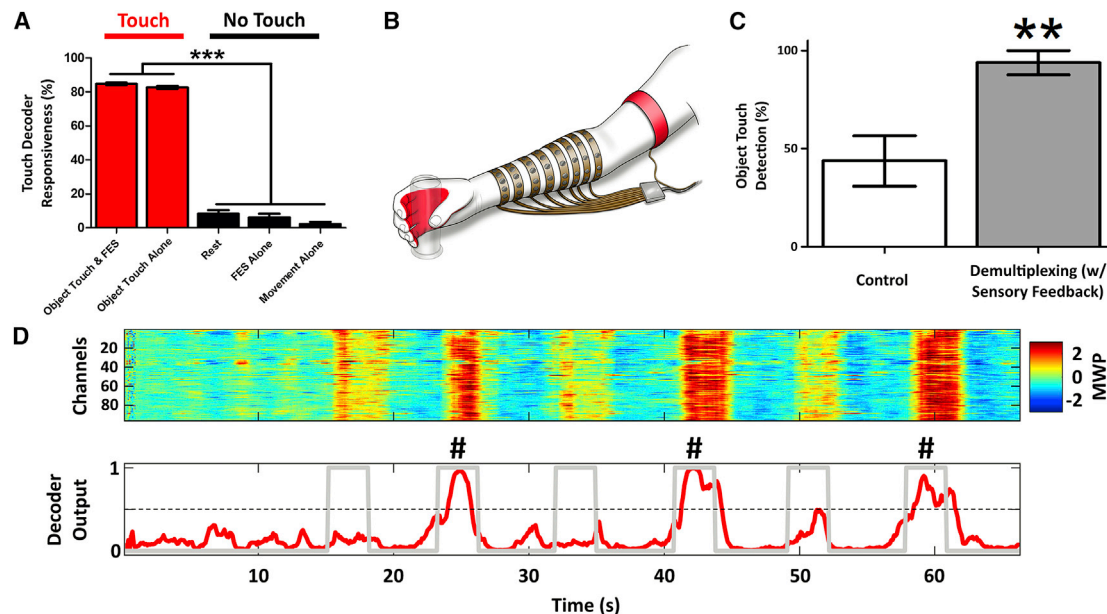 A
Touch
No Touch
***
Touch Decoder
Responsiveness (%)
100
80
60
40
20
0
Object Touch & FES
Object Touch Alone
Rest
FES Alone
Movement Alone
B
C
**
Object Touch
Detection (%)
100
50
0
Control
Demultiplexing (w/
Sensory Feedback)
D
Channels
20
40
60
80
2
0
-2
MWP
# # #
Decoder
Output
1
0
10 20 30 40 50 60
Time (s)